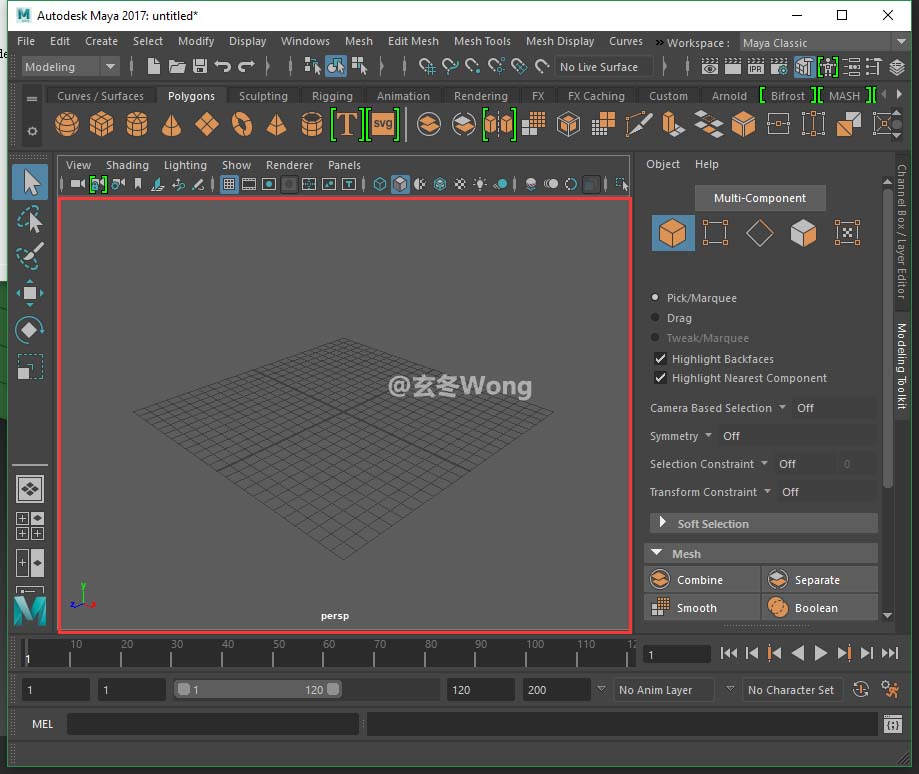 Autodesk Maya 2017: untitled*
File Edit Create Select Modify Display Windows Mesh Edit Mesh Mesh Tools Mesh Display Curves » Workspace : Maya Classic
Modeling No Live Surface IPR
Curves / Surfaces Polygons Sculpting Rigging Animation Rendering FX FX Caching Custom Arnold Bifrost MASH
T SVG
View Shading Lighting Show Renderer Panels
Object Help
Multi-Component
Channel Box / Layer Editor
Modeling Toolkit
Pick/Marquee
Drag
Tweak/Marquee
Highlight Backfaces
Highlight Nearest Component
Camera Based Selection Off
Symmetry Off
Selection Constraint Off 0
Transform Constraint Off
Soft Selection
Mesh
Combine Separate
Smooth Boolean
@玄冬Wong
y
z x
persp
10 20 30 40 50 60 70 80 90 100 110 12
1 1
1 1 1 120 120 200 No Anim Layer No Character Set
MEL